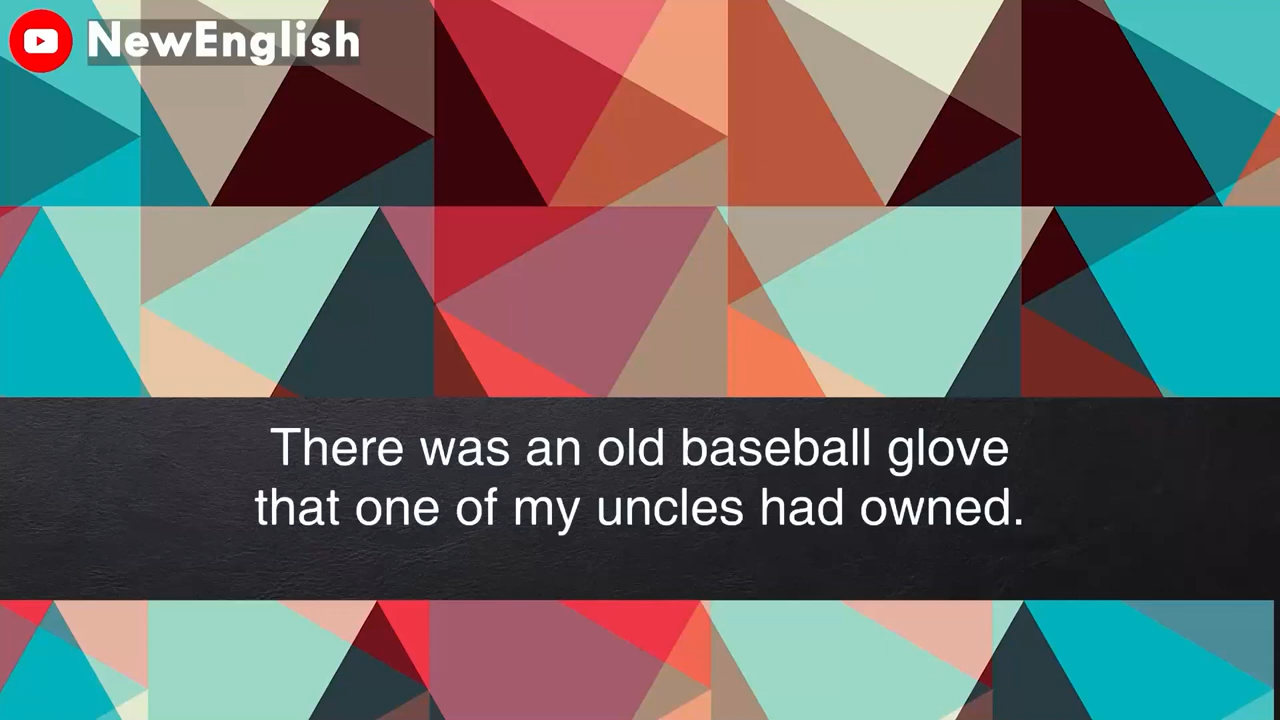 NewEnglish
There was an old baseball glove
that one of my uncles had owned.